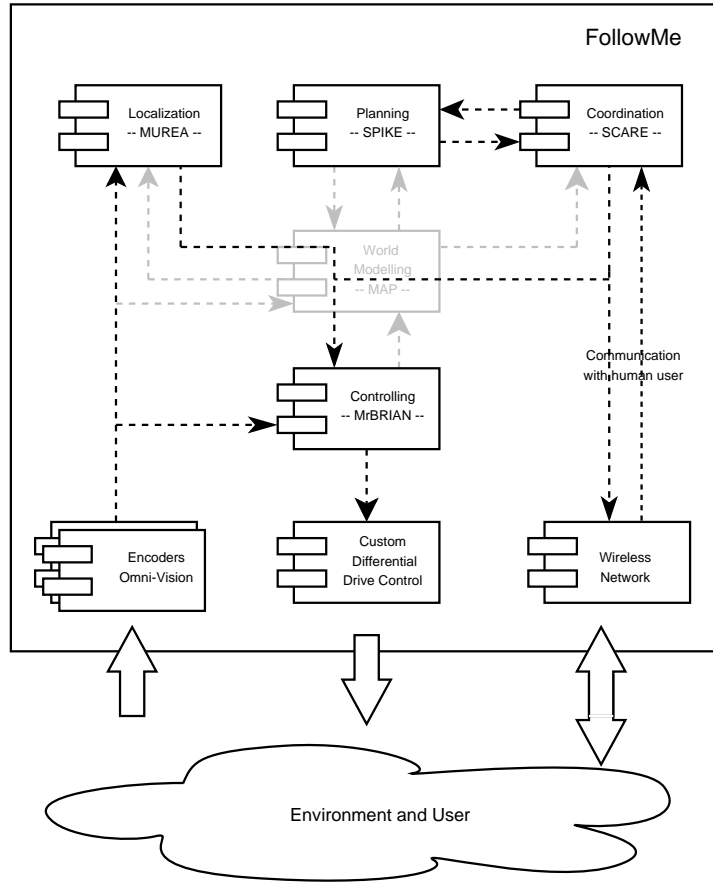 FollowMe
Localization
-- MUREA --
Planning
-- SPIKE --
Coordination
-- SCARE --
World
Modelling
-- MAP --
Communication
with human user
Controlling
-- MrBRIAN --
Encoders
Omni-Vision
Custom
Differential
Drive Control
Wireless
Network
Environment and User